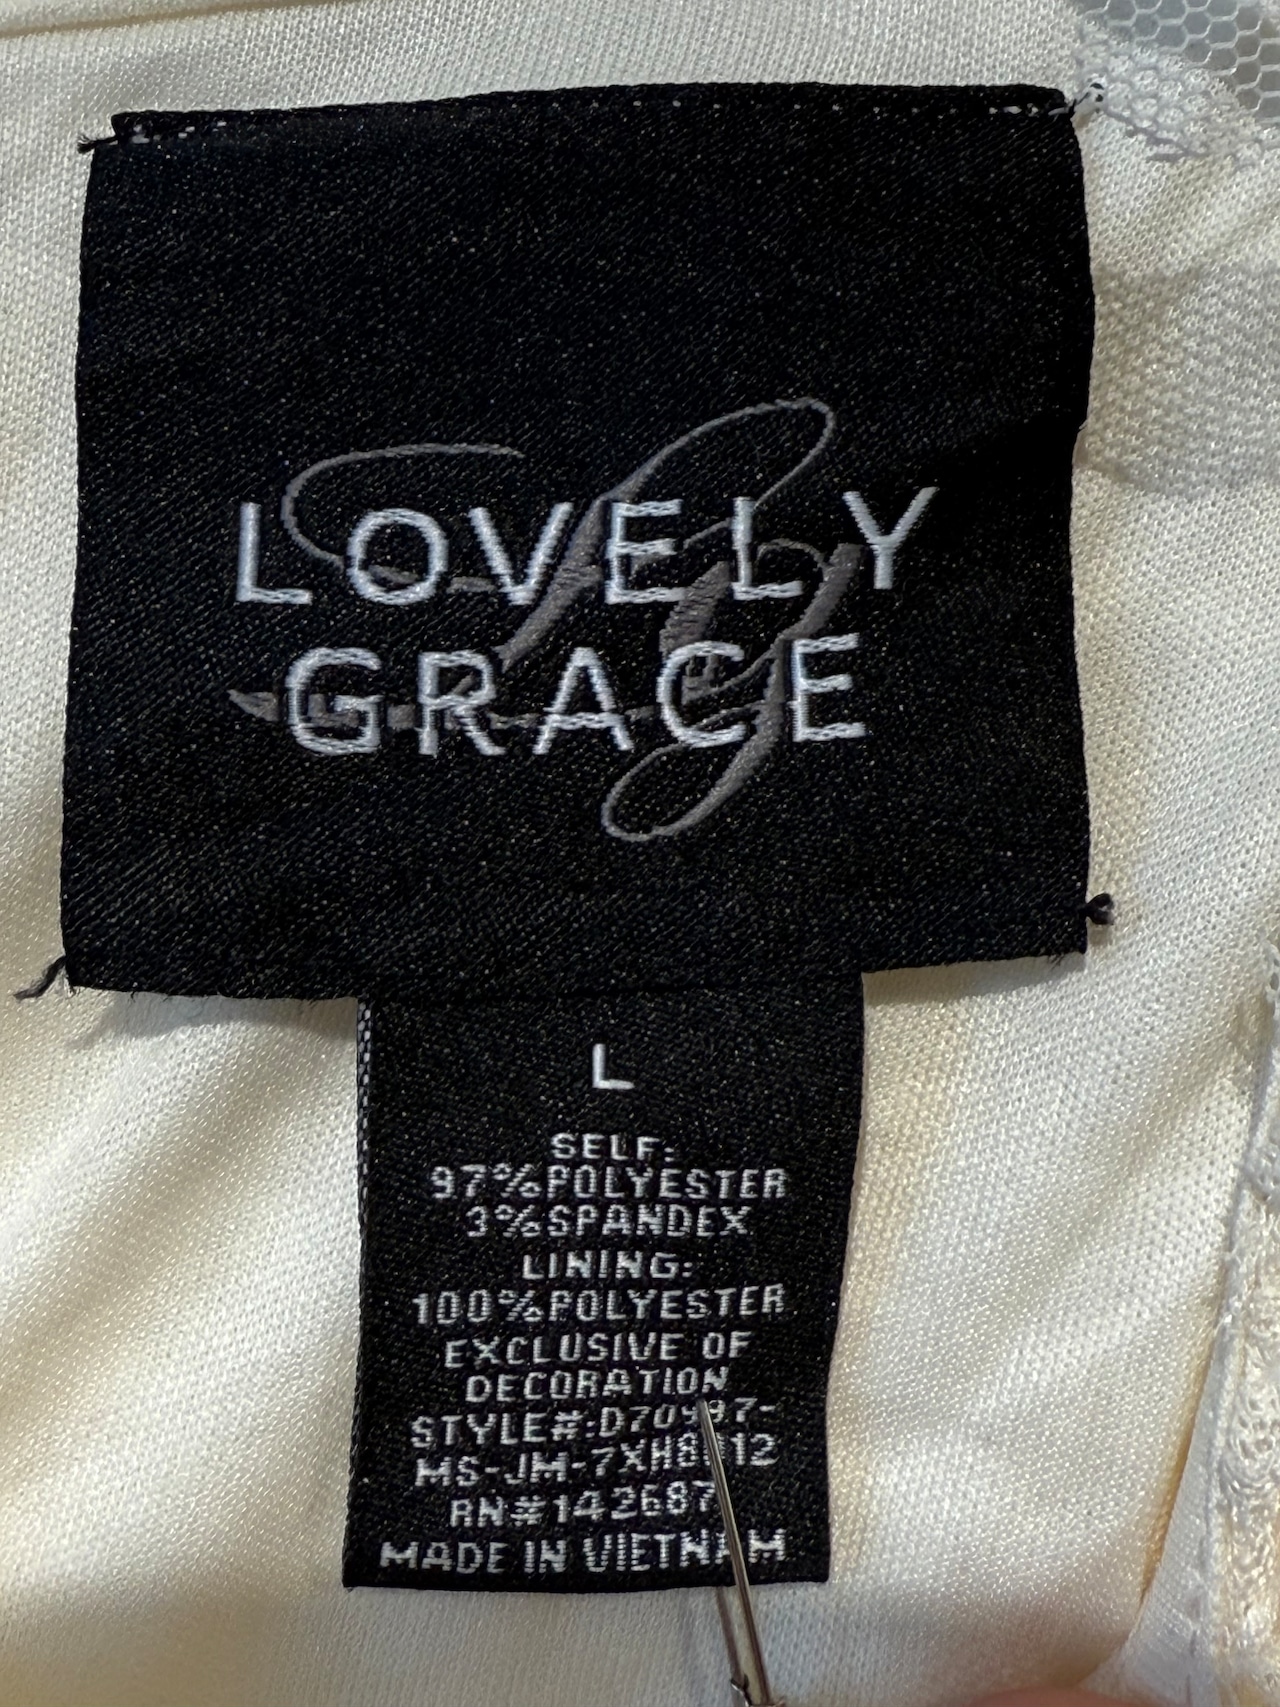 LOVELY
GRACE
L
SELF:
97%POLYESTER
3%SPANDEX
LINING:
100%POLYESTER
EXCLUSIVE OF
DECORATION
STYLE#:D70997-
RN#142687
MADE IN VIETNAM